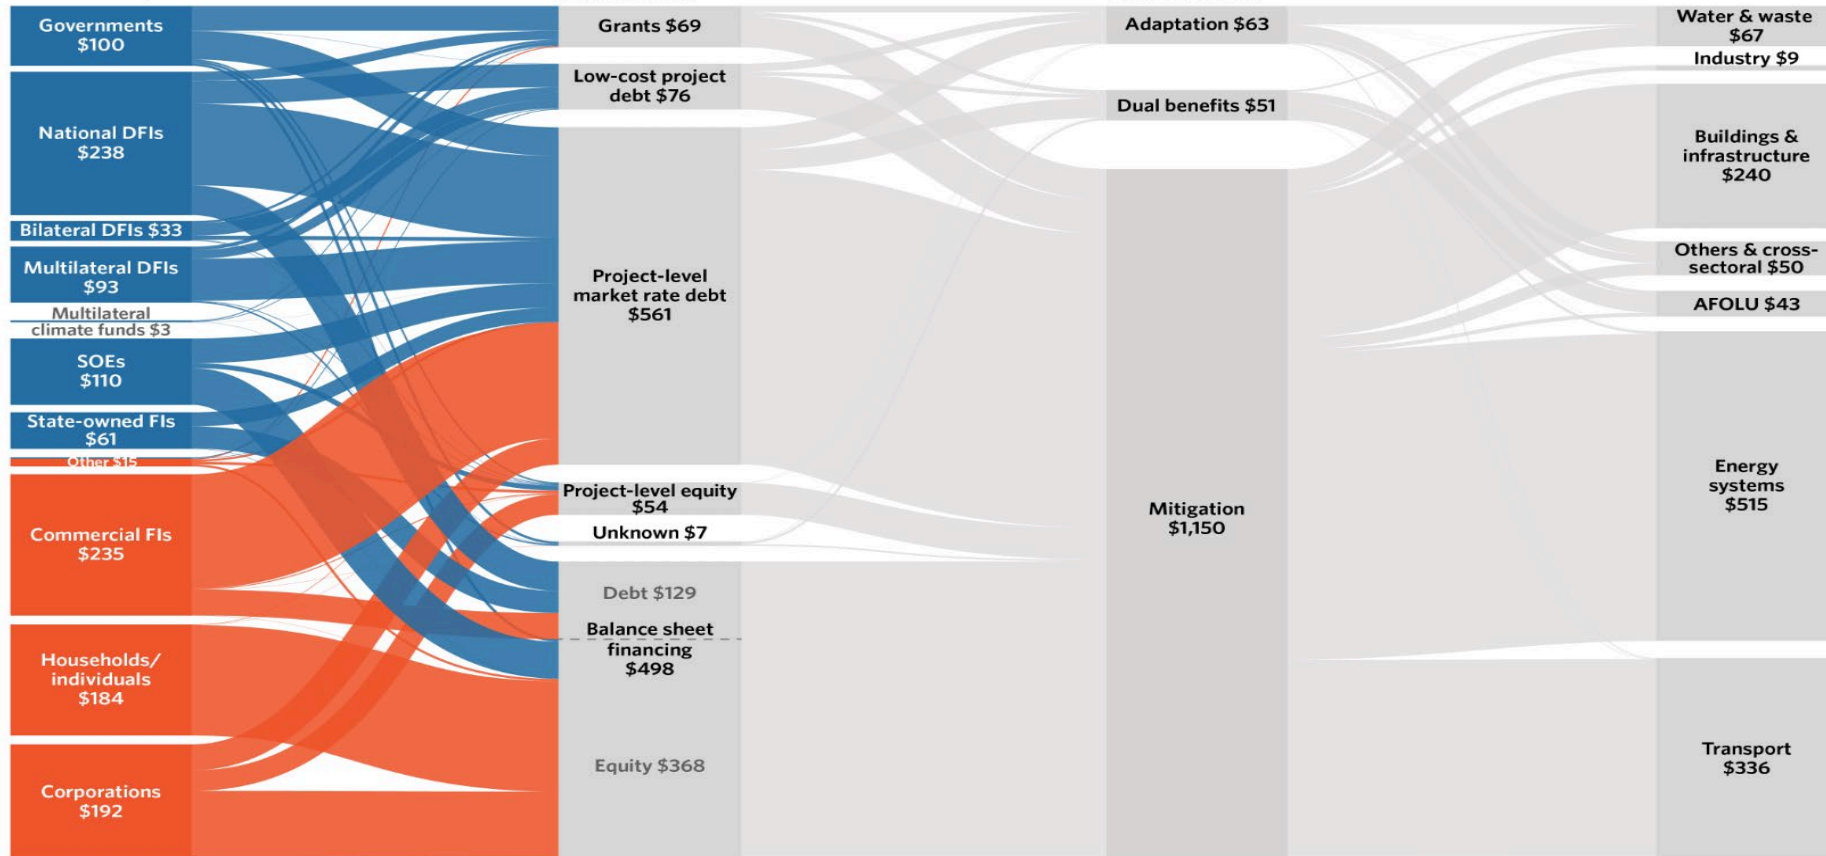 Governments
$100
National DFIs
$238
Bilateral DFIs $33
Multilateral DFIs
$93
Multilateral
climate funds $3
SOEs
$110
State-owned FIs
$61
Other $15
Commercial FIs
$235
Households/
individuals
$184
Corporations
$192
Grants $69
Low-cost project
debt $76
Project-level
market rate debt
$561
Project-level equity
$54
Unknown $7
Debt $129
Balance sheet
financing
$498
Equity $368
Adaptation $63
Dual benefits $51
Mitigation
$1,150
Water & waste
$67
Industry $9
Buildings &
infrastructure
$240
Others & cross-
sectoral $50
AFOLU $43
Energy
systems
$515
Transport
$336